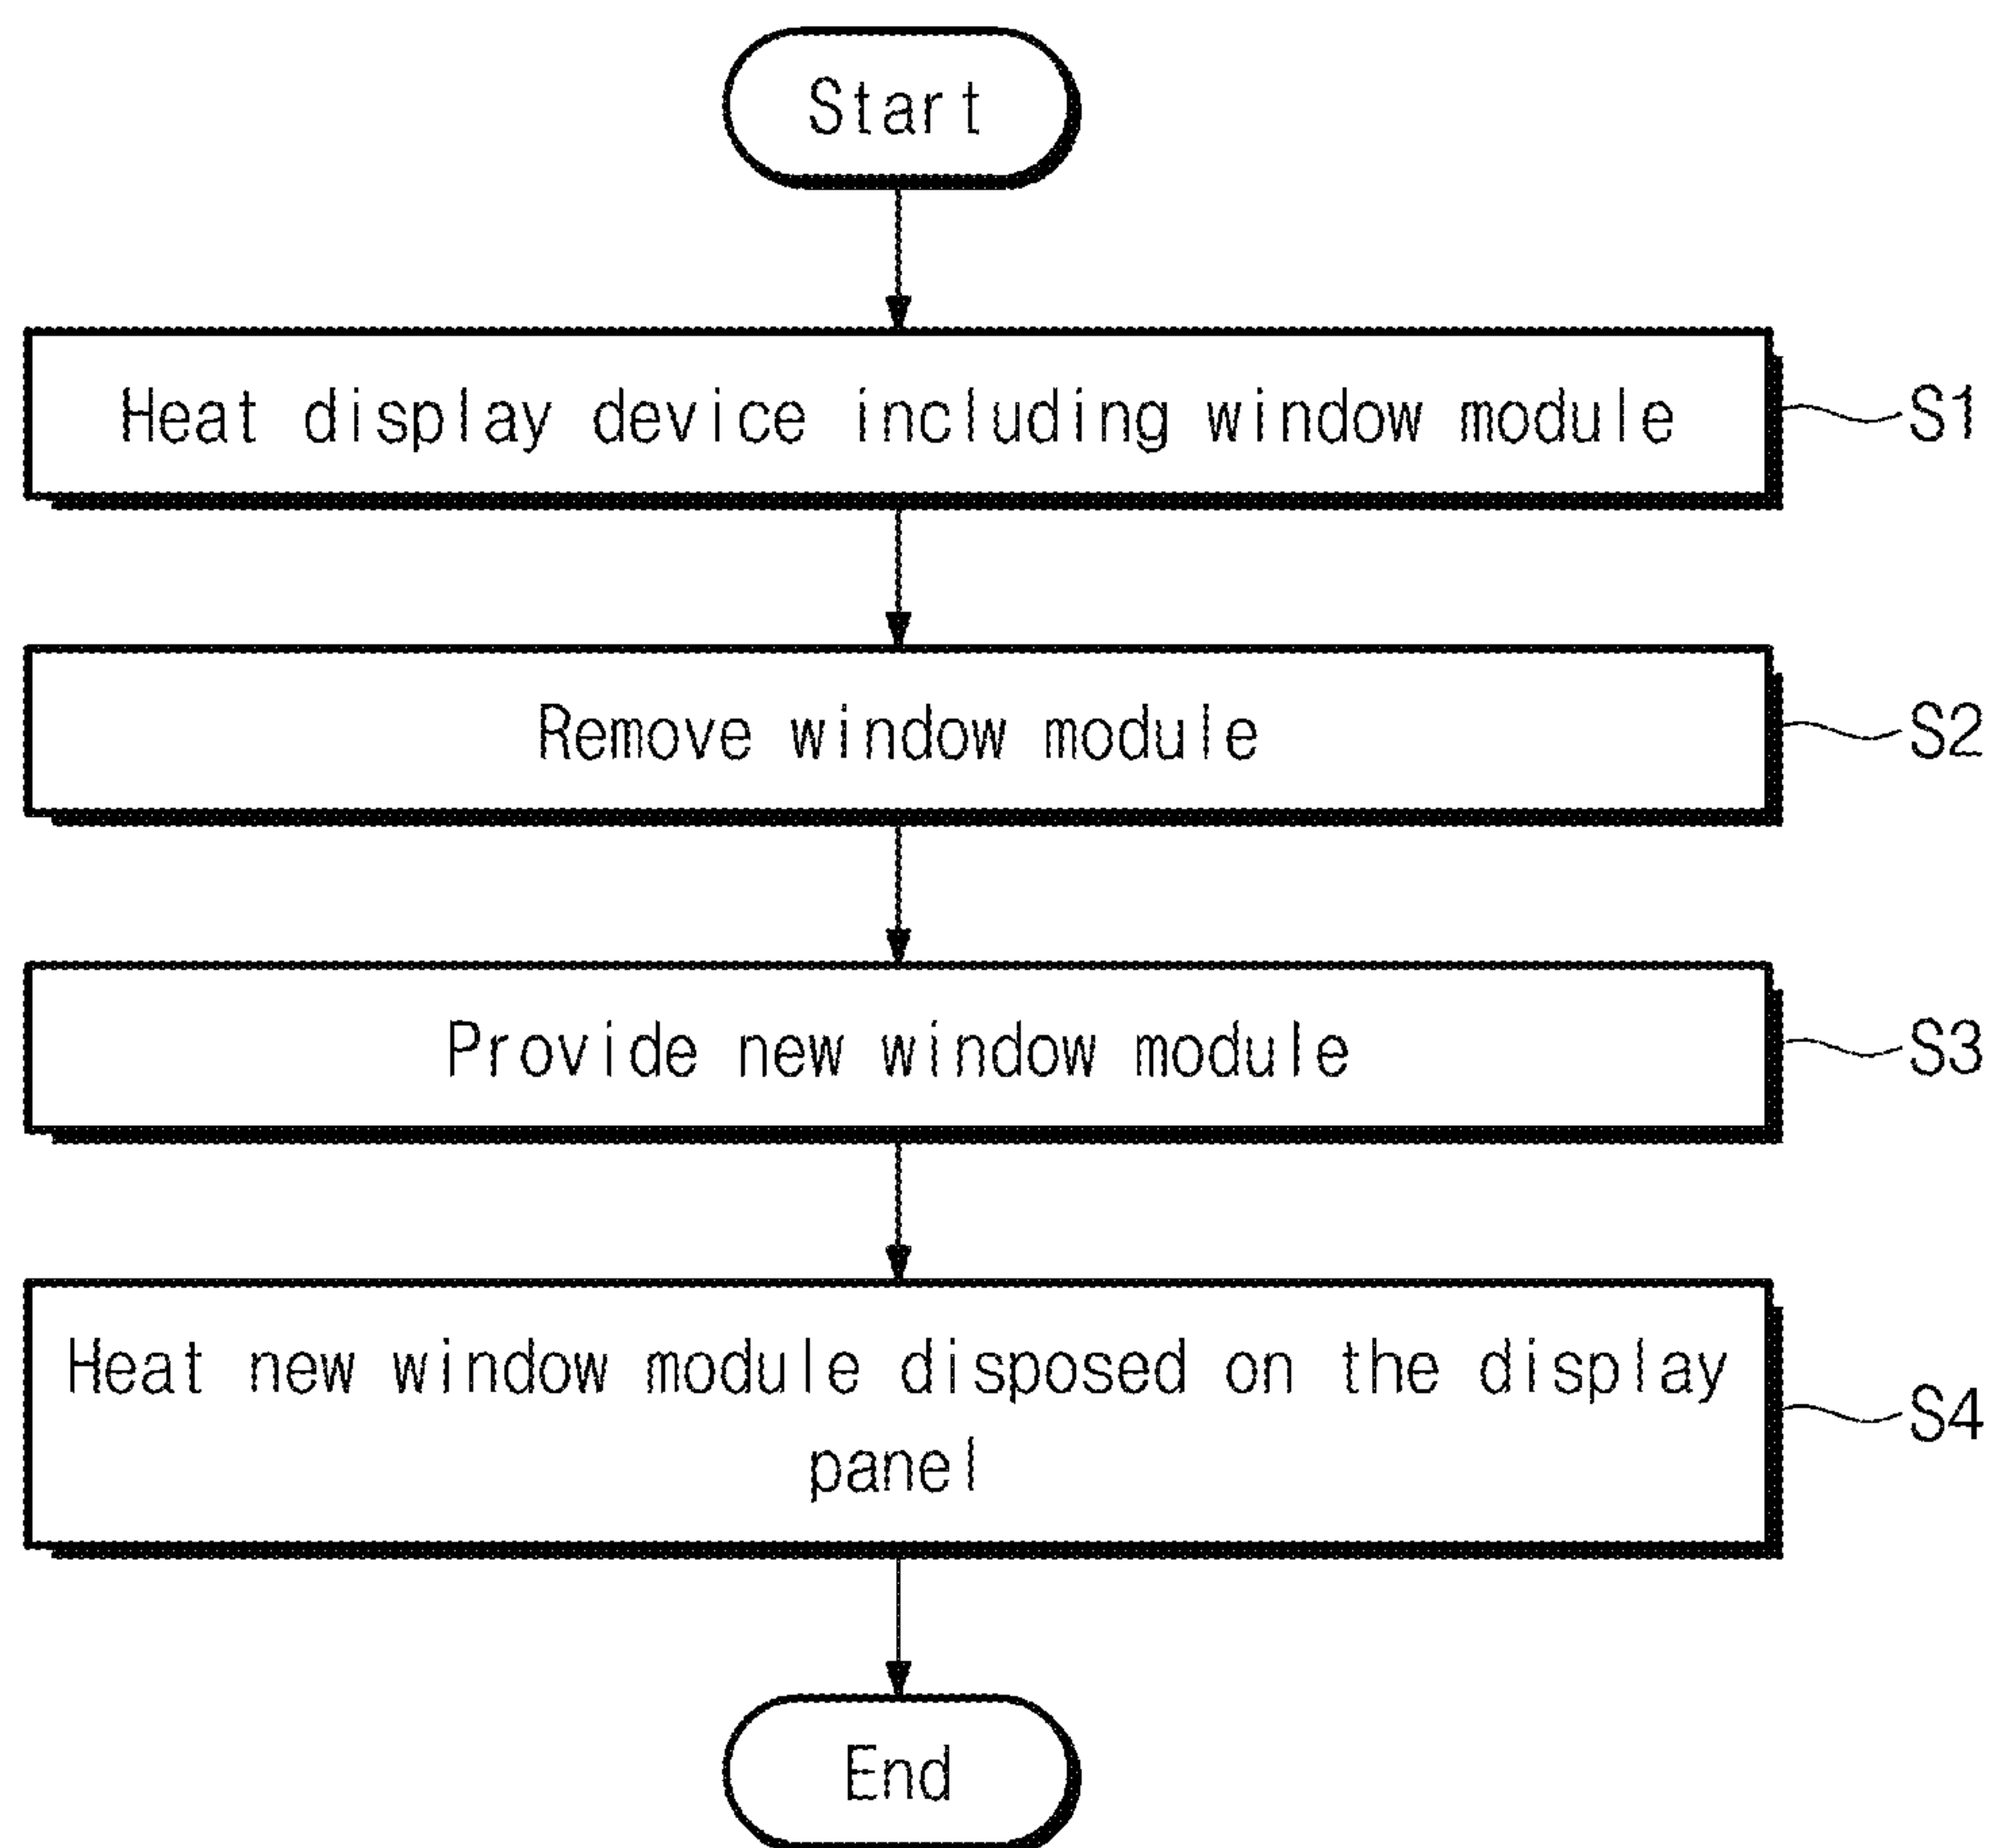 Start
Heat display device including window module
S1
Remove window module
S2
Provide new window module
S3
Heat new window module disposed on the display
panel
S4
End